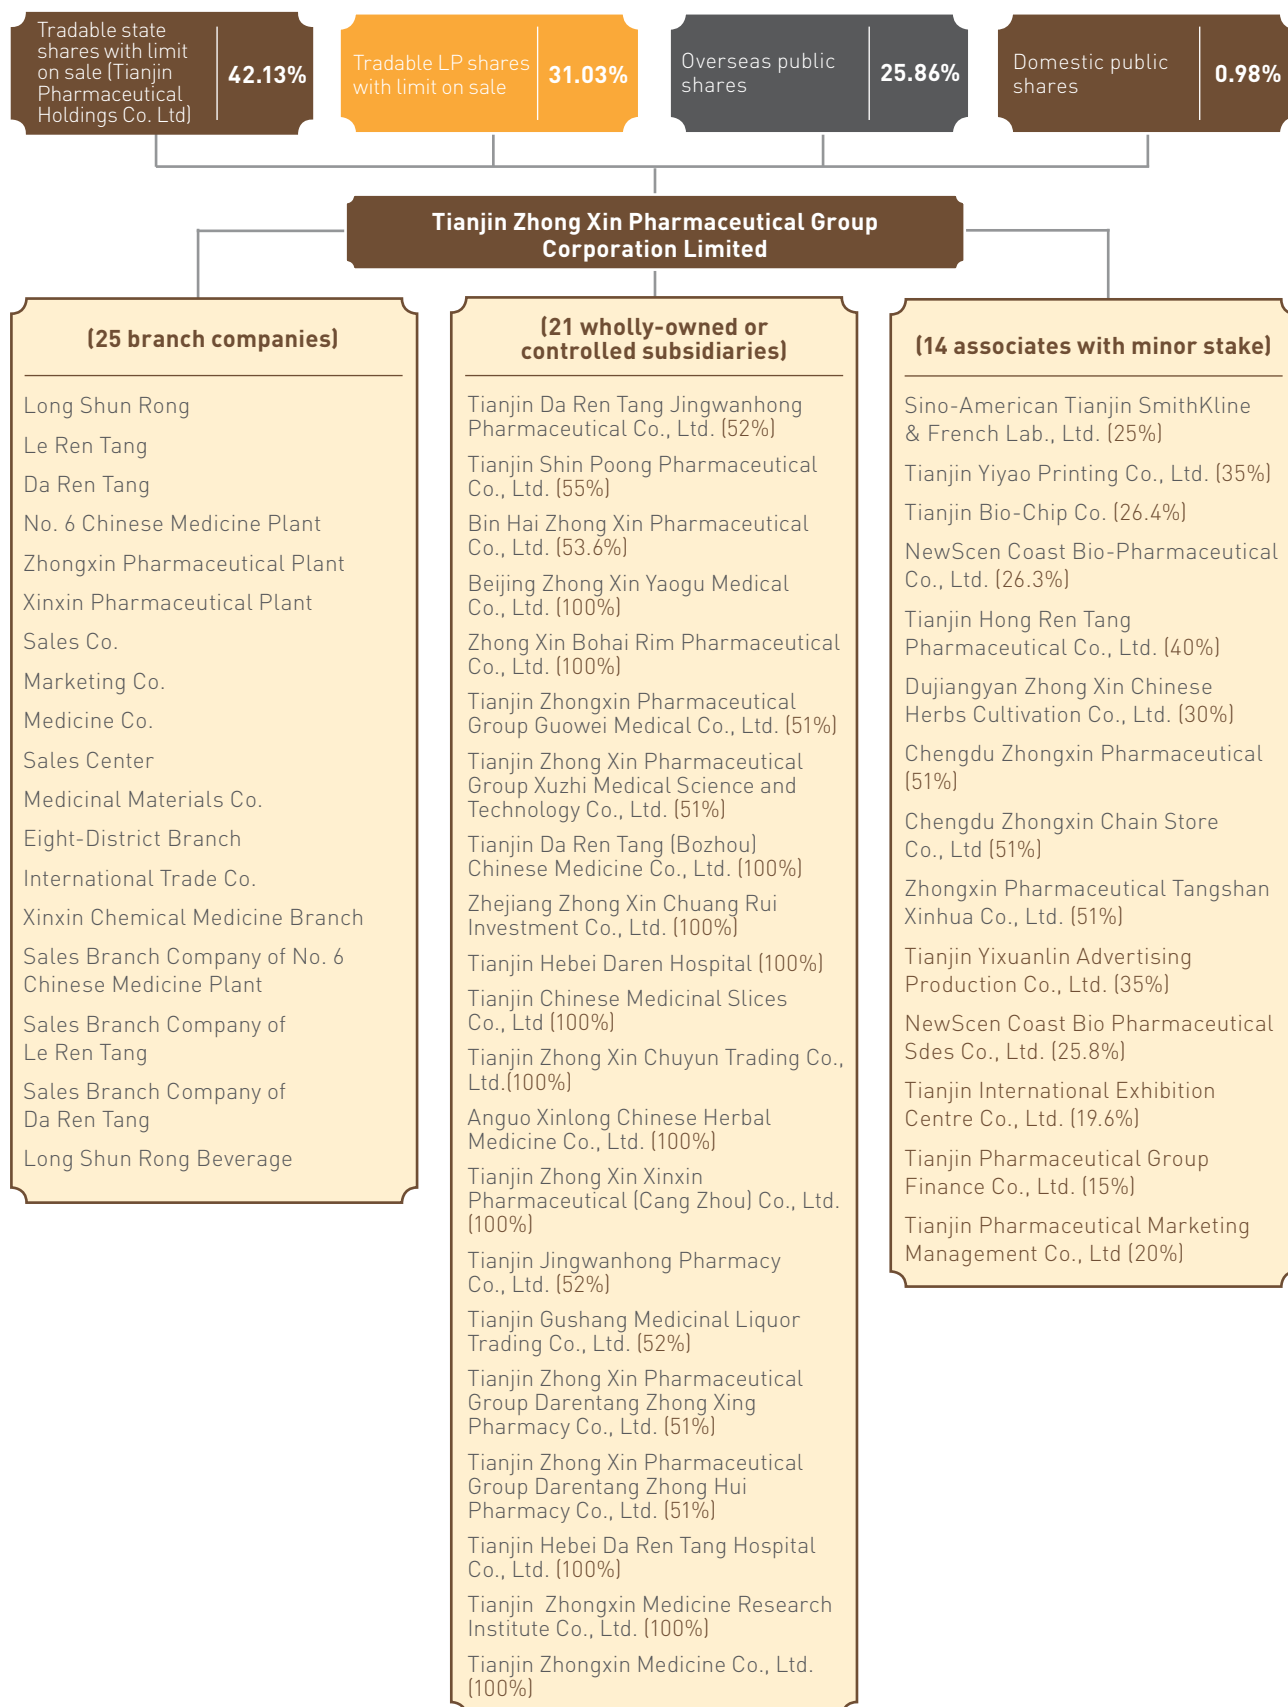 Tradable state
shares with limit
on sale (Tianjin
Pharmaceutical
Holdings Co. Ltd)
42.13%
Tradable LP shares
with limit on sale
31.03%
Overseas public
shares
25.86%
Domestic public
shares
0.98%
Tianjin Zhong Xin Pharmaceutical Group
Corporation Limited
(25 branch companies)
Long Shun Rong
Le Ren Tang
Da Ren Tang
No. 6 Chinese Medicine Plant
Zhongxin Pharmaceutical Plant
Xinxin Pharmaceutical Plant
Sales Co.
Marketing Co.
Medicine Co.
Sales Center
Medicinal Materials Co.
Eight-District Branch
International Trade Co.
Xinxin Chemical Medicine Branch
Sales Branch Company of No. 6
Chinese Medicine Plant
Sales Branch Company of
Le Ren Tang
Sales Branch Company of
Da Ren Tang
Long Shun Rong Beverage
(21 wholly-owned or
controlled subsidiaries)
Tianjin Da Ren Tang Jingwanhong
Pharmaceutical Co., Ltd. (52%)
Tianjin Shin Poong Pharmaceutical
Co., Ltd. (55%)
Bin Hai Zhong Xin Pharmaceutical
Co., Ltd. (53.6%)
Beijing Zhong Xin Yaogu Medical
Co., Ltd. (100%)
Zhong Xin Bohai Rim Pharmaceutical
Co., Ltd. (100%)
Tianjin Zhongxin Pharmaceutical
Group Guowei Medical Co., Ltd. (51%)
Tianjin Zhong Xin Pharmaceutical
Group Xuzhi Medical Science and
Technology Co., Ltd. (51%)
Tianjin Da Ren Tang (Bozhou)
Chinese Medicine Co., Ltd. (100%)
Zhejiang Zhong Xin Chuang Rui
Investment Co., Ltd. (100%)
Tianjin Hebei Daren Hospital (100%)
Tianjin Chinese Medicinal Slices
Co., Ltd (100%)
Tianjin Zhong Xin Chuyun Trading Co.,
Ltd.(100%)
Anguo Xinlong Chinese Herbal
Medicine Co., Ltd. (100%)
Tianjin Zhong Xin Xinxin
Pharmaceutical (Cang Zhou) Co., Ltd.
(100%)
Tianjin Jingwanhong Pharmacy
Co., Ltd. (52%)
Tianjin Gushang Medicinal Liquor
Trading Co., Ltd. (52%)
Tianjin Zhong Xin Pharmaceutical
Group Darentang Zhong Xing
Pharmacy Co., Ltd. (51%)
Tianjin Zhong Xin Pharmaceutical
Group Darentang Zhong Hui
Pharmacy Co., Ltd. (51%)
Tianjin Hebei Da Ren Tang Hospital
Co., Ltd. (100%)
Tianjin Zhongxin Medicine Research
Institute Co., Ltd. (100%)
Tianjin Zhongxin Medicine Co., Ltd.
(100%)
(14 associates with minor stake)
Sino-American Tianjin SmithKline
& French Lab., Ltd. (25%)
Tianjin Yiyao Printing Co., Ltd. (35%)
Tianjin Bio-Chip Co. (26.4%)
NewScen Coast Bio-Pharmaceutical
Co., Ltd. (26.3%)
Tianjin Hong Ren Tang
Pharmaceutical Co., Ltd. (40%)
Dujiangyan Zhong Xin Chinese
Herbs Cultivation Co., Ltd. (30%)
Chengdu Zhongxin Pharmaceutical
(51%)
Chengdu Zhongxin Chain Store
Co., Ltd (51%)
Zhongxin Pharmaceutical Tangshan
Xinhua Co., Ltd. (51%)
Tianjin Yixuanlin Advertising
Production Co., Ltd. (35%)
NewScen Coast Bio Pharmaceutical
Sdes Co., Ltd. (25.8%)
Tianjin International Exhibition
Centre Co., Ltd. (19.6%)
Tianjin Pharmaceutical Group
Finance Co., Ltd. (15%)
Tianjin Pharmaceutical Marketing
Management Co., Ltd (20%)